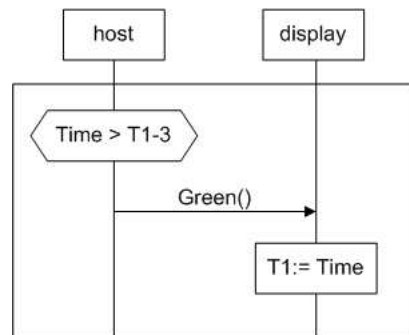 host
display
Time > T1-3
Green()
T1:= Time